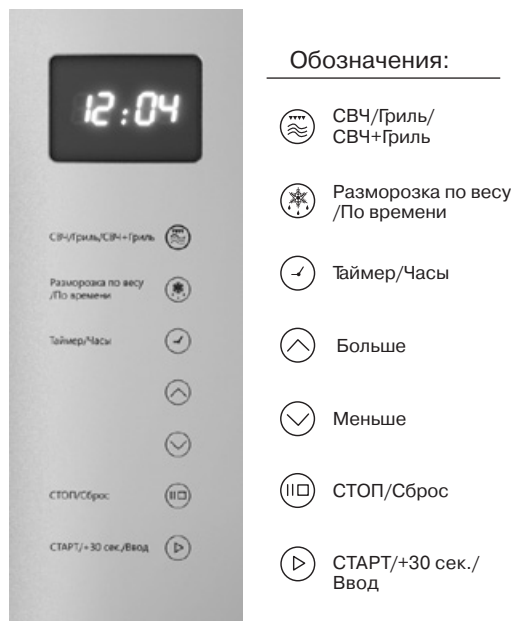 12:04
СВЧ/Гриль/СВЧ+Гриль
Разморозка по весу
/По времени
Таймер/Часы
СТОП/Сброс
СТАРТ/+30 сек./Ввод
Обозначения:
СВЧ/Гриль/
СВЧ+Гриль
Разморозка по весу
/По времени
Таймер/Часы
Больше
Меньше
СТОП/Сброс
СТАРТ/+30 сек./
Ввод